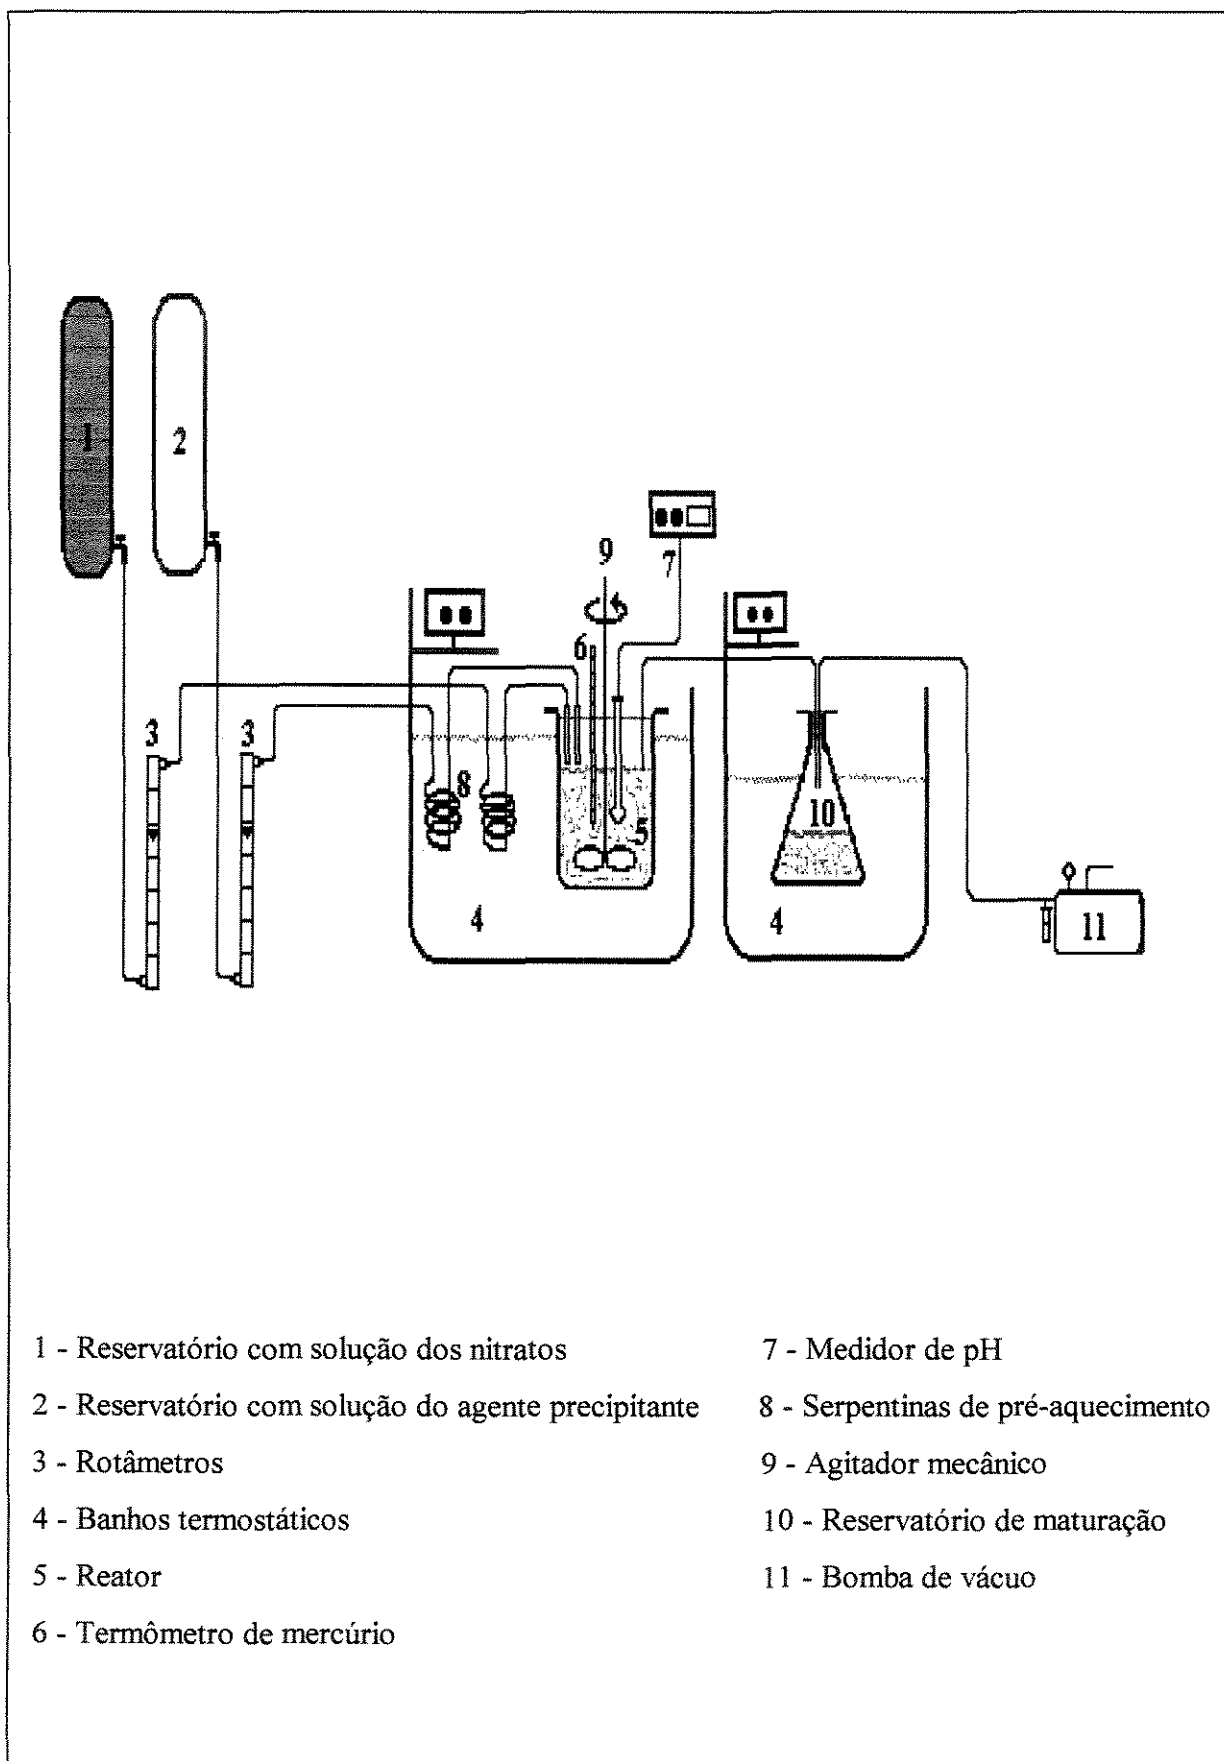 1
2
9
7
6
3
3
8
10
5
4
4
11
1 - Reservatório com solução dos nitratos
2 - Reservatório com solução do agente precipitante
3 - Rotâmetros
4 - Banhos termostáticos
5 - Reator
6 - Termômetro de mercúrio
7 - Medidor de pH
8 - Serpentinas de pré-aquecimento
9 - Agitador mecânico
10 - Reservatório de maturação
11 - Bomba de vácuo